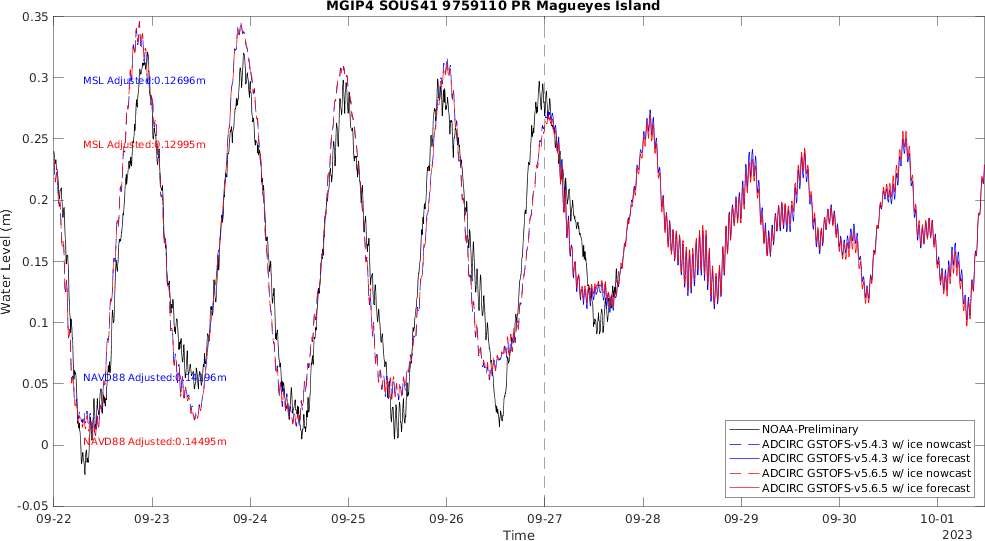 MGIP4 SOUS41 9759110 PR Magueyes Island
0.35
0.3
0.25
0.2
0.15
0.1
0.05
0
-0.05
Water Level (m)
MSL Adjusted:0.12696m
MSL Adjusted:0.12995m
NAVD88 Adjusted:0.14196m
NAVD88 Adjusted:0.14495m
NOAA-Preliminary
ADCIRC GSTOFS-v5.4.3 w/ ice nowcast
ADCIRC GSTOFS-v5.4.3 w/ ice forecast
ADCIRC GSTOFS-v5.6.5 w/ ice nowcast
ADCIRC GSTOFS-v5.6.5 w/ ice forecast
09-22 09-23 09-24 09-25 09-26 09-27 09-28 09-29 09-30 10-01
Time
2023